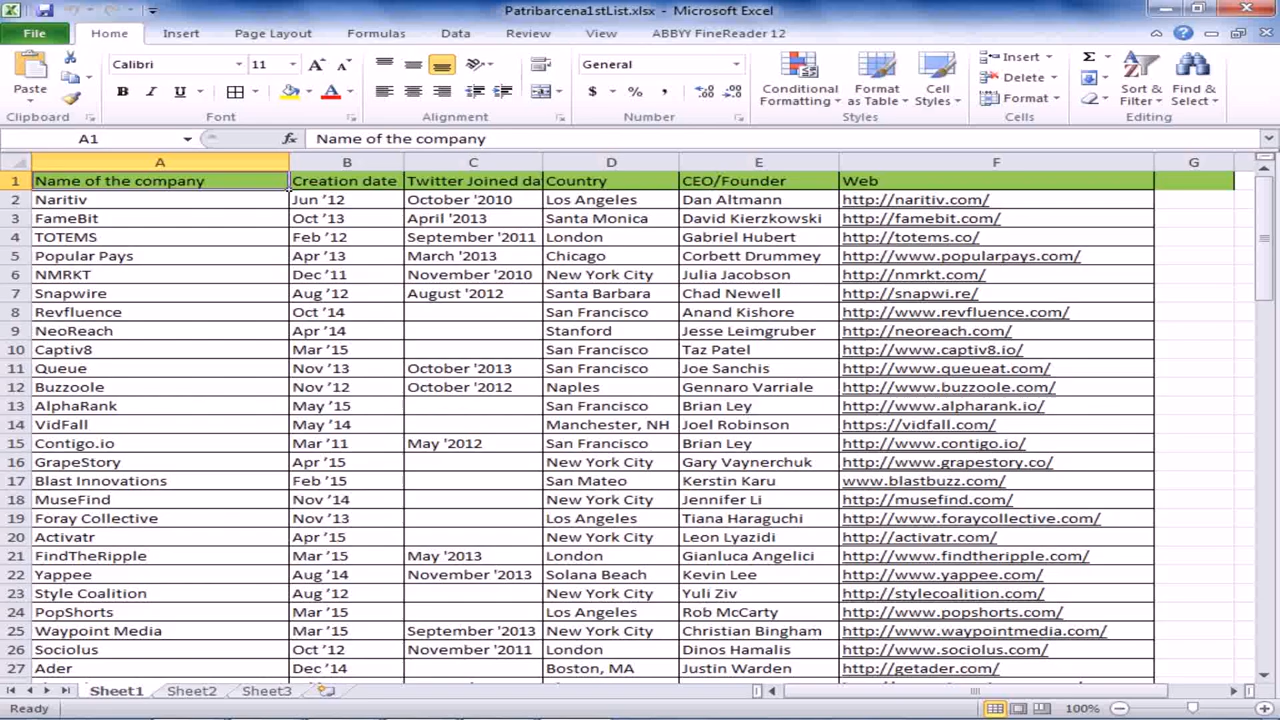 Patribarcena1stList.xlsx - Microsoft Excel
File Home Insert Page Layout Formulas Data Review View ABBYY FineReader 12
Paste Calibri 11 A A General Conditional Formatting Format as Table Cell Styles Insert Delete Format Sort & Filter Find & Select
B I U A $ % ,
Clipboard Font Alignment Number Styles Cells Editing
A1 fx Name of the company
A B C D E F G
1 Name of the company Creation date Twitter Joined da Country CEO/Founder Web
2 Naritiv Jun ’12 October '2010 Los Angeles Dan Altmann http://naritiv.com/
3 FameBit Oct ’13 April '2013 Santa Monica David Kierzkowski http://famebit.com/
4 TOTEMS Feb ’12 September '2011 London Gabriel Hubert http://totems.co/
5 Popular Pays Apr ’13 March '2013 Chicago Corbett Drummey http://www.popularpays.com/
6 NMRKT Dec ’11 November '2010 New York City Julia Jacobson http://nmrkt.com/
7 Snapwire Aug ’12 August '2012 Santa Barbara Chad Newell http://snapwi.re/
8 Revfluence Oct ’14 San Francisco Anand Kishore http://www.revfluence.com/
9 NeoReach Apr ’14 Stanford Jesse Leimgruber http://neoreach.com/
10 Captiv8 Mar ’15 San Francisco Taz Patel http://www.captiv8.io/
11 Queue Nov ’13 October '2013 San Francisco Joe Sanchis http://www.queueat.com/
12 Buzzoole Nov ’12 October '2012 Naples Gennaro Varriale http://www.buzzoole.com/
13 AlphaRank May ’15 San Francisco Brian Ley http://www.alpharank.io/
14 VidFall May ’14 Manchester, NH Joel Robinson https://vidfall.com/
15 Contigo.io Mar ’11 May '2012 San Francisco Brian Ley http://www.contigo.io/
16 GrapeStory Apr ’15 New York City Gary Vaynerchuk http://www.grapestory.co/
17 Blast Innovations Feb ’15 San Mateo Kerstin Karu www.blastbuzz.com/
18 MuseFind Nov ’14 New York City Jennifer Li http://musefind.com/
19 Foray Collective Nov ’13 Los Angeles Tiana Haraguchi http://www.foraycollective.com/
20 Activatr Apr ’15 New York City Leon Lyazidi http://activatr.com/
21 FindTheRipple Mar ’15 May '2013 London Gianluca Angelici http://www.findtheripple.com/
22 Yappee Aug ’14 November '2013 Solana Beach Kevin Lee http://www.yappee.com/
23 Style Coalition Aug ’12 New York City Yuli Ziv http://stylecoalition.com/
24 PopShorts Mar ’15 Los Angeles Rob McCarty http://www.popshorts.com/
25 Waypoint Media Mar ’15 September '2013 New York City Christian Bingham http://www.waypointmedia.com/
26 Sociolus Oct ’12 November '2011 London Dinos Hamalis http://www.sociolus.com/
27 Ader Dec ’14 Boston, MA Justin Warden http://getader.com/
Sheet1 Sheet2 Sheet3
Ready 100%